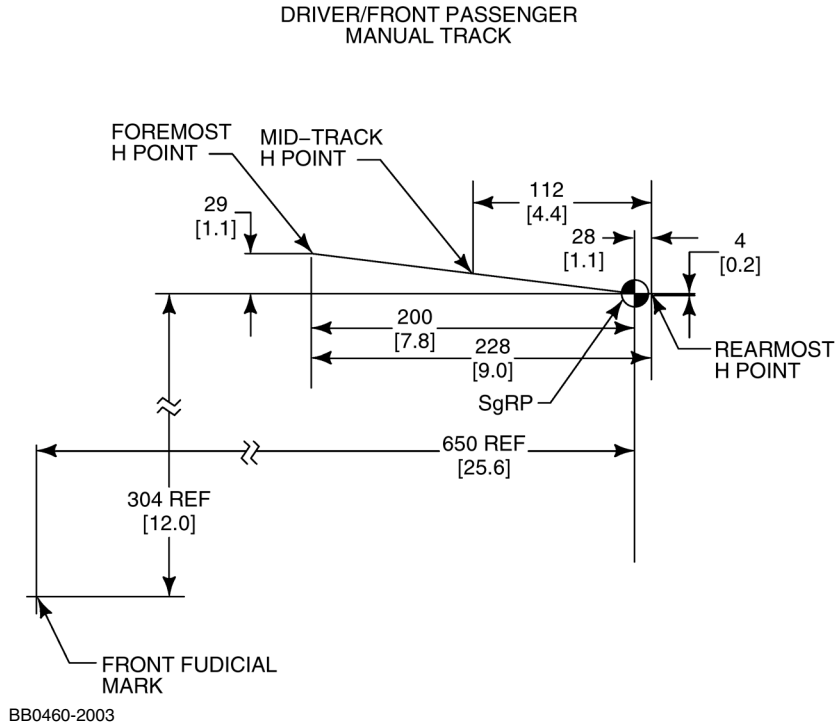 DRIVER/FRONT PASSENGER
MANUAL TRACK
FOREMOST
H POINT
MID–TRACK
H POINT
112
[4.4]
29
[1.1]
28
[1.1]
4
[0.2]
200
[7.8]
228
[9.0]
REARMOST
H POINT
SgRP
650 REF
[25.6]
304 REF
[12.0]
FRONT FUDICIAL
MARK
BB0460-2003